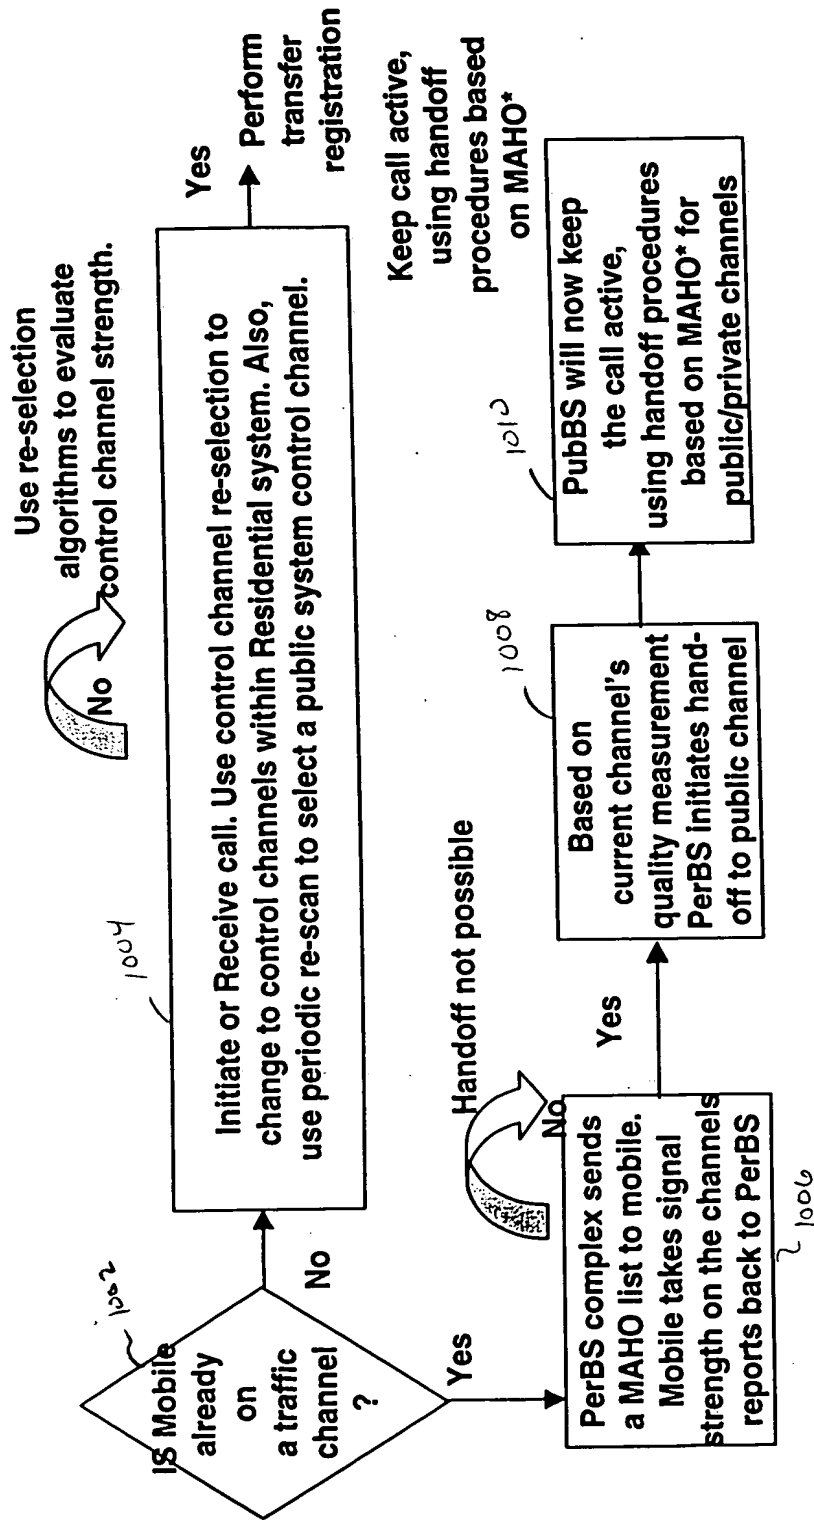 1002
IS Mobile
already
on
a traffic
channel
?
No
Yes
1004
Initiate or Receive call. Use control channel re-selection to
change to control channels within Residential system. Also,
use periodic re-scan to select a public system control channel.
No
Use re-selection
algorithms to evaluate
control channel strength.
Yes
Perform
transfer
registration
PerBS complex sends
a MAHO list to mobile.
Mobile takes signal
strength on the channels
reports back to PerBS
1006
No
Handoff not possible
Yes
1008
Based on
current channel's
quality measurement
PerBS initiates hand-
off to public channel
1010
PubBS will now keep
the call active,
using handoff procedures
based on MAHO* for
public/private channels
Keep call active,
using handoff
procedures based
on MAHO*